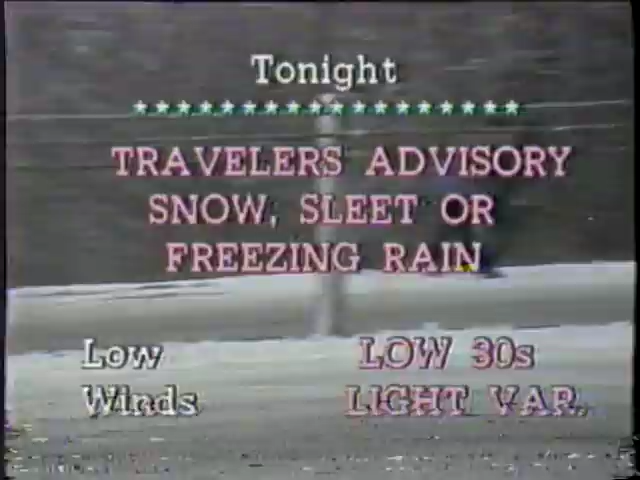 Tonight
******************
TRAVELERS ADVISORY
SNOW, SLEET OR
FREEZING RAIN
Low LOW 30s
Winds LIGHT VAR.